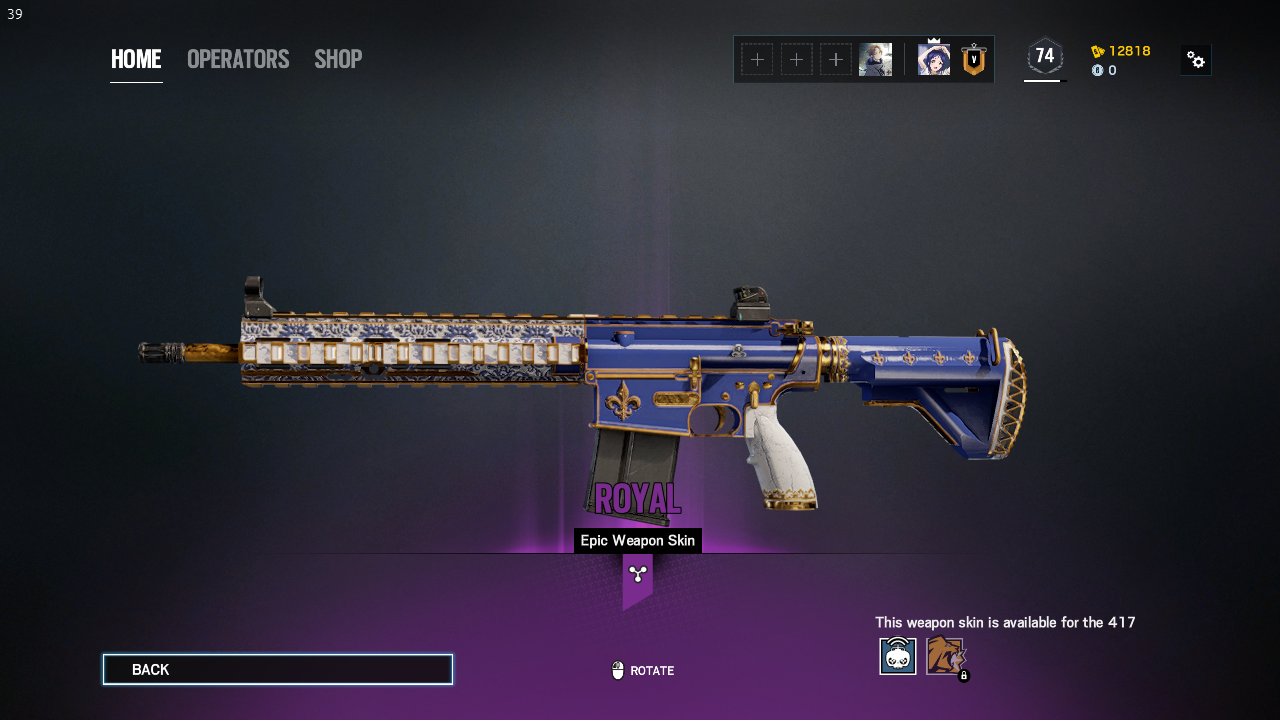 39
HOME OPERATORS SHOP
74
12818
0
V
ROYAL
Epic Weapon Skin
This weapon skin is available for the 417
BACK
ROTATE